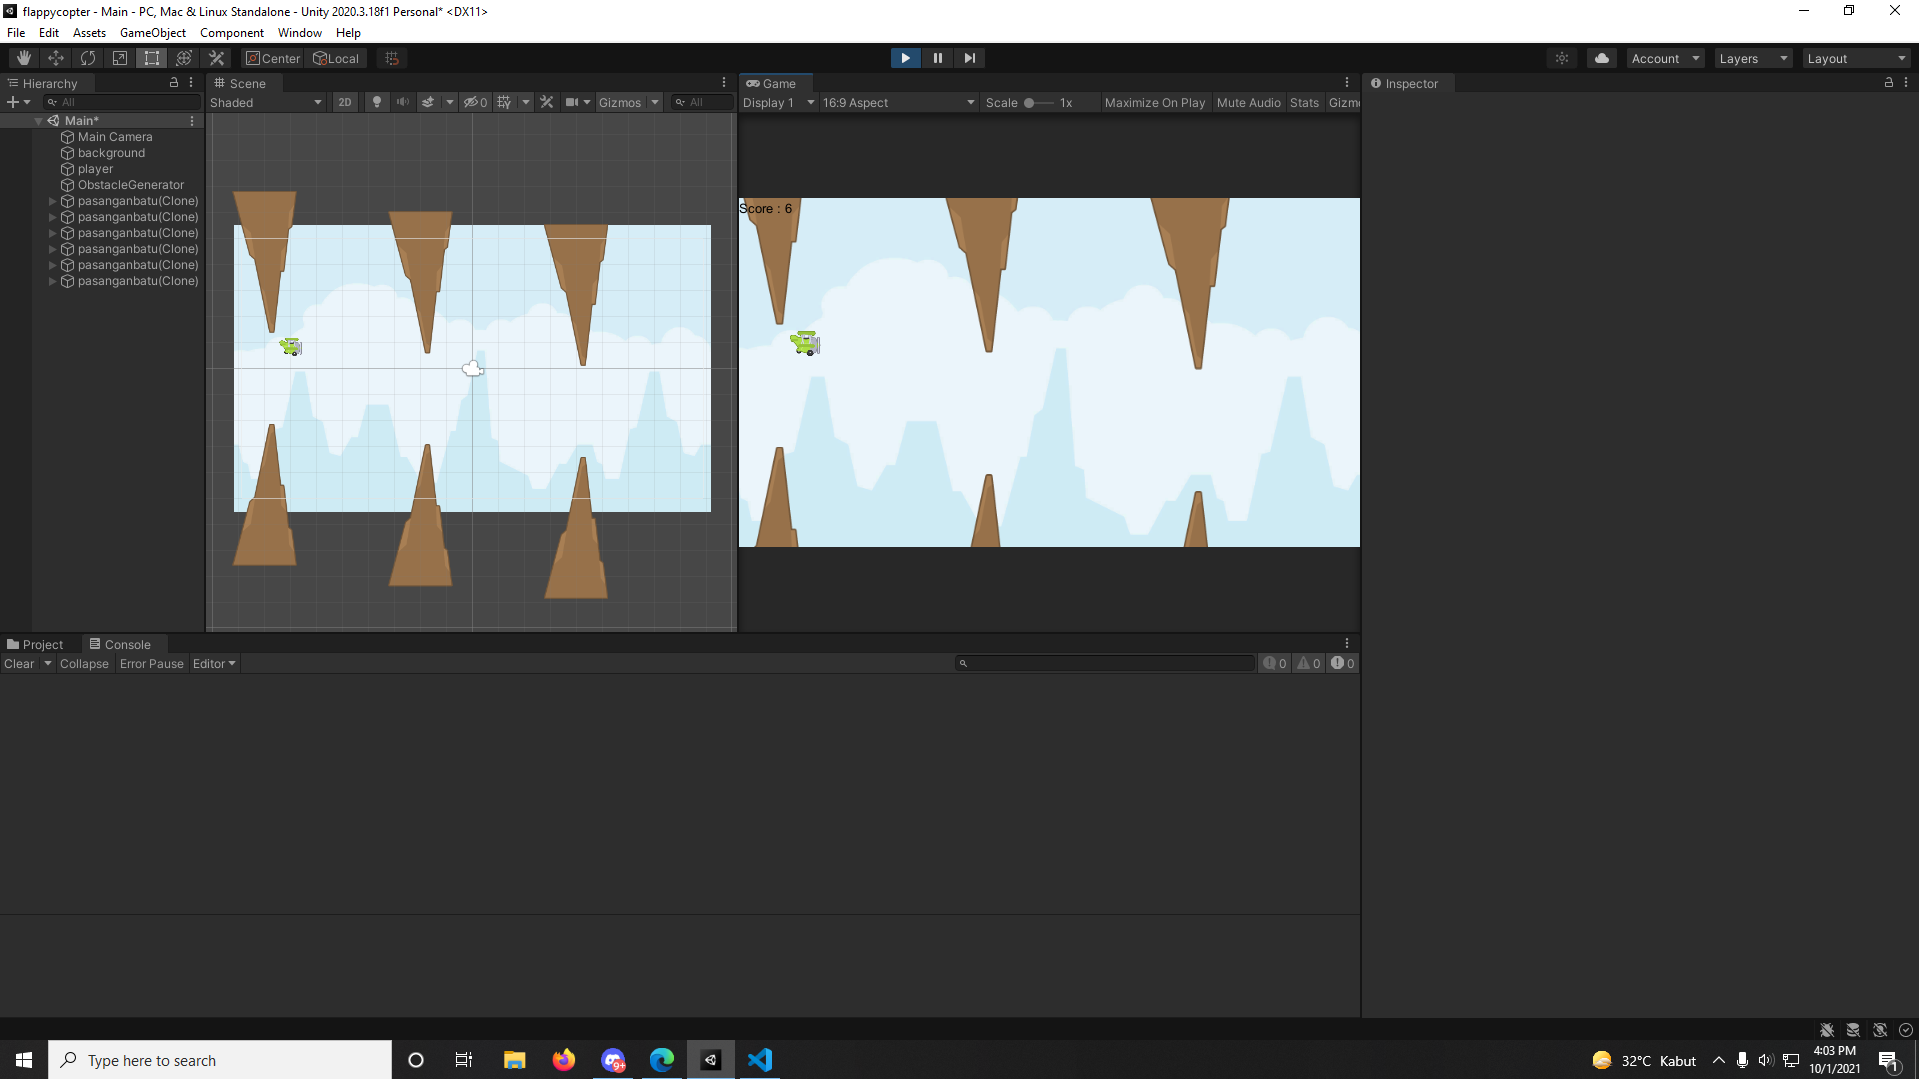 flappycopter - Main - PC, Mac & Linux Standalone - Unity 2020.3.18f1 Personal* <DX11>
File Edit Assets GameObject Component Window Help
Center Local Account Layers Layout
Hierarchy
All
Main*
Main Camera
background
player
ObstacleGenerator
pasanganbatu(Clone)
pasanganbatu(Clone)
pasanganbatu(Clone)
pasanganbatu(Clone)
pasanganbatu(Clone)
pasanganbatu(Clone)
Scene
Shaded 2D 0 Gizmos All
Game
Display 1 16:9 Aspect Scale 1x Maximize On Play Mute Audio Stats Gizm
Score : 6
Inspector
Project Console
Clear Collapse Error Pause Editor 0 0 0
Type here to search
9+
32°C Kabut
4:03 PM
10/1/2021
1